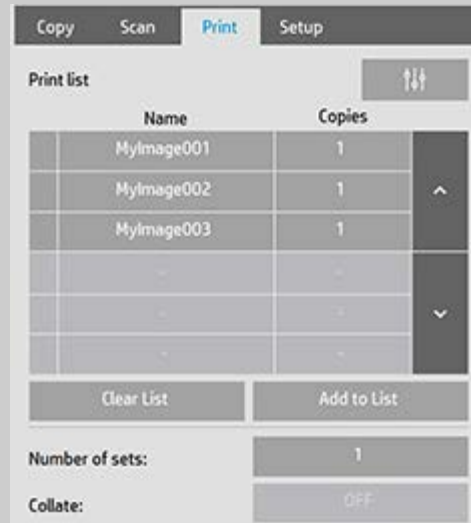 Copy Scan Print Setup
Print list
Name Copies
MyImage001 1
MyImage002 1
MyImage003 1
- -
- -
- -
Clear List Add to List
Number of sets: 1
Collate: OFF